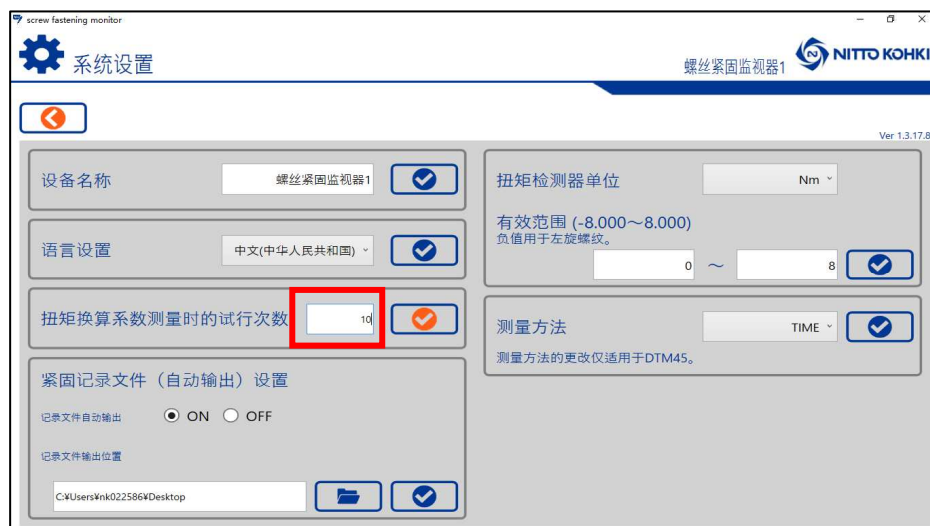 screw fastening monitor
系统设置
螺丝紧固监视器1
NITTO KOHKI
Ver 1.3.17.8
设备名称
螺丝紧固监视器1
语言设置
中文(中华人民共和国)
扭矩换算系数测量时的试行次数
10
紧固记录文件（自动输出）设置
记录文件自动输出
ON
OFF
记录文件输出位置
C:¥Users¥nk022586¥Desktop
扭矩检测器单位
Nm
有效范围 (-8.000～8.000)
负值用于左旋螺纹。
0 ～ 8
测量方法
TIME
测量方法的更改仅适用于DTM45。